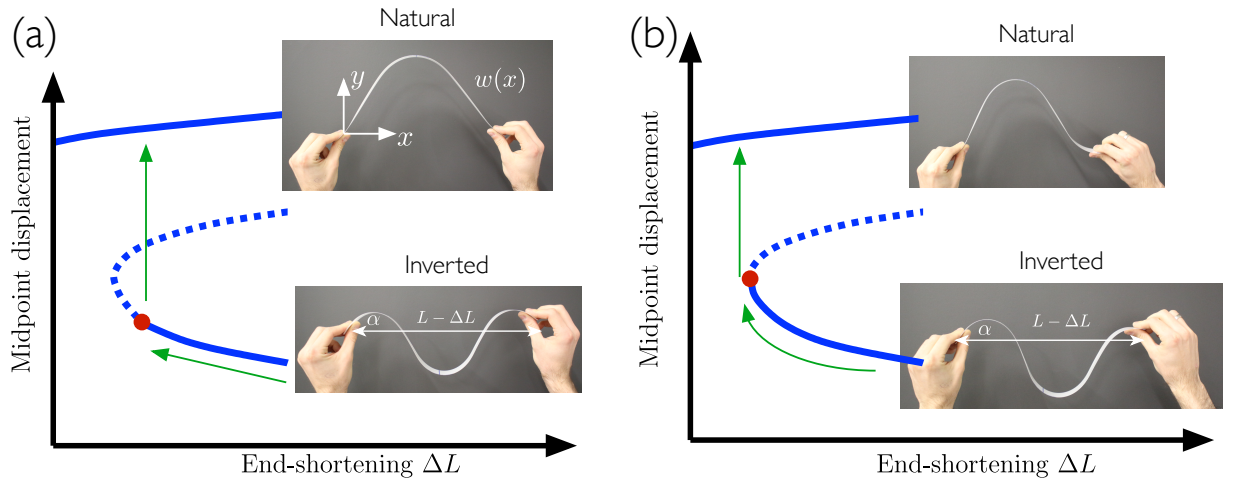 (a)
Natural
y
w(x)
x
Midpoint displacement
Inverted
α
L − ΔL
End-shortening ΔL
(b)
Natural
Midpoint displacement
Inverted
α
L − ΔL
End-shortening ΔL